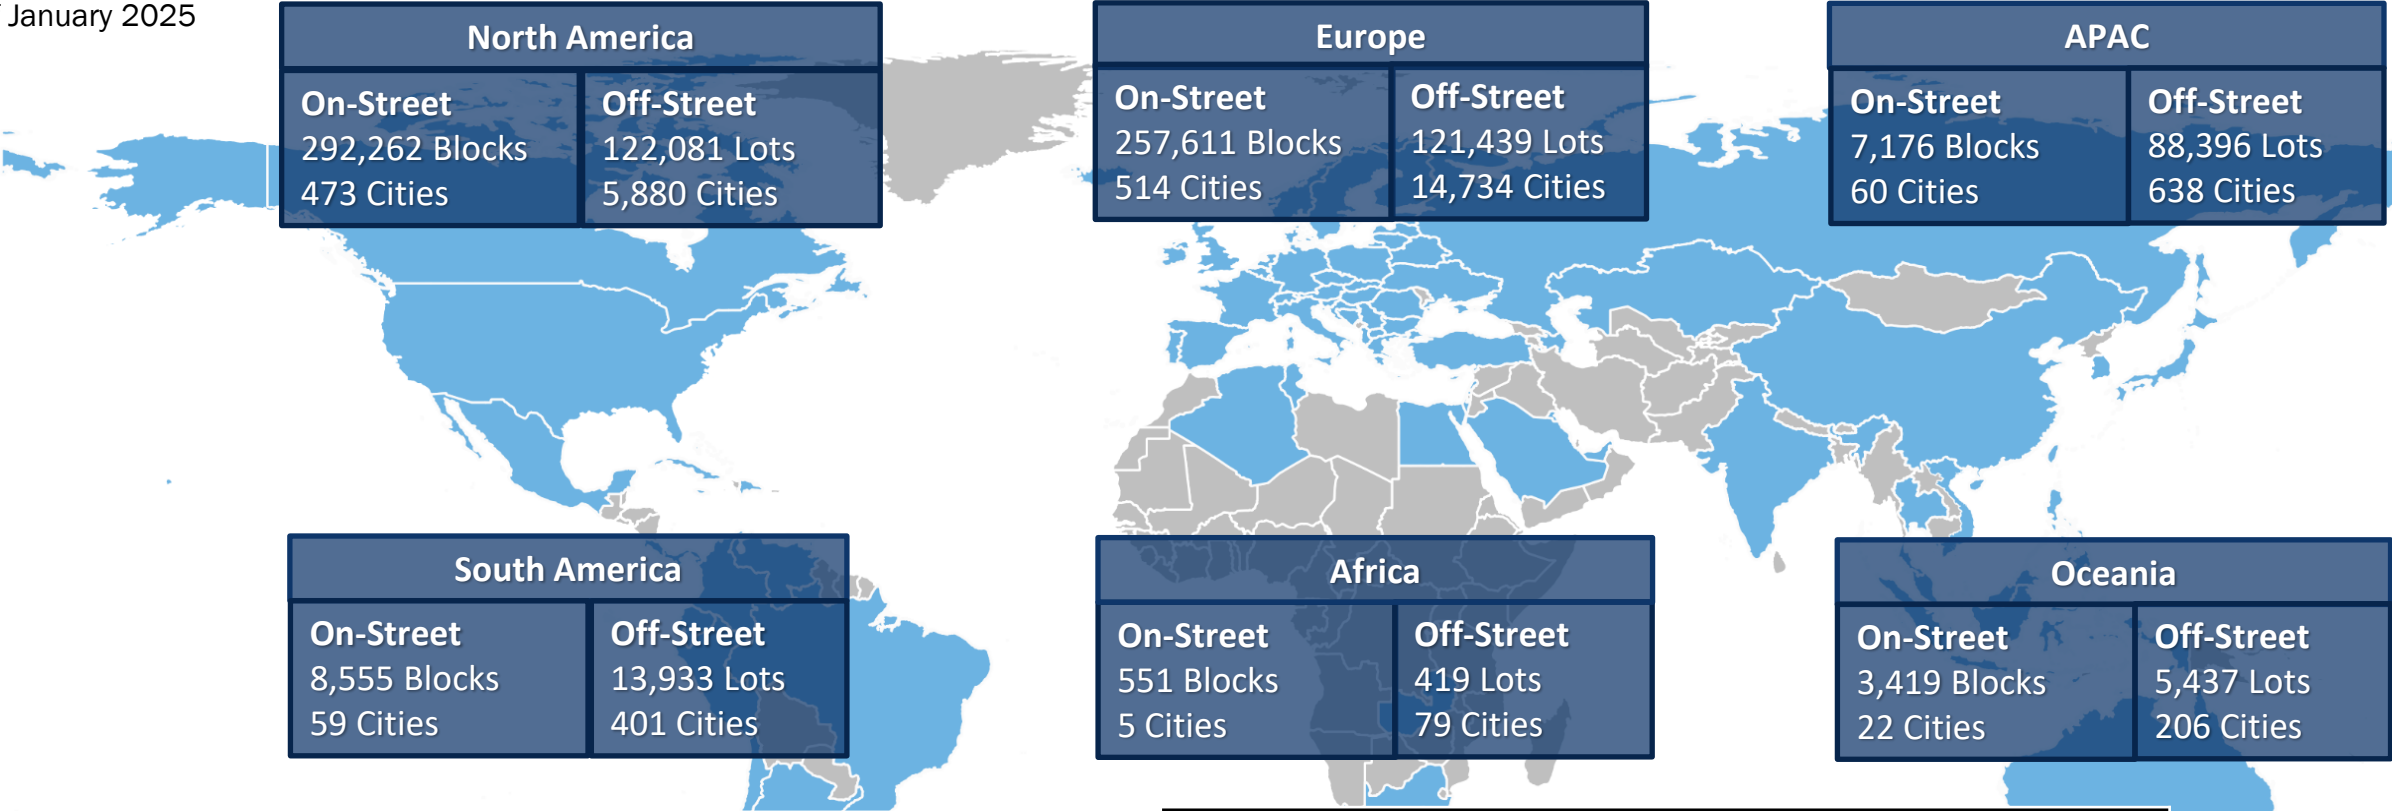 January 2025
North America
On-Street
292,262 Blocks
473 Cities
Off-Street
122,081 Lots
5,880 Cities
Europe
On-Street
257,611 Blocks
514 Cities
Off-Street
121,439 Lots
14,734 Cities
APAC
On-Street
7,176 Blocks
60 Cities
Off-Street
88,396 Lots
638 Cities
South America
On-Street
8,555 Blocks
59 Cities
Off-Street
13,933 Lots
401 Cities
Africa
On-Street
551 Blocks
5 Cities
Off-Street
419 Lots
79 Cities
Oceania
On-Street
3,419 Blocks
22 Cities
Off-Street
5,437 Lots
206 Cities